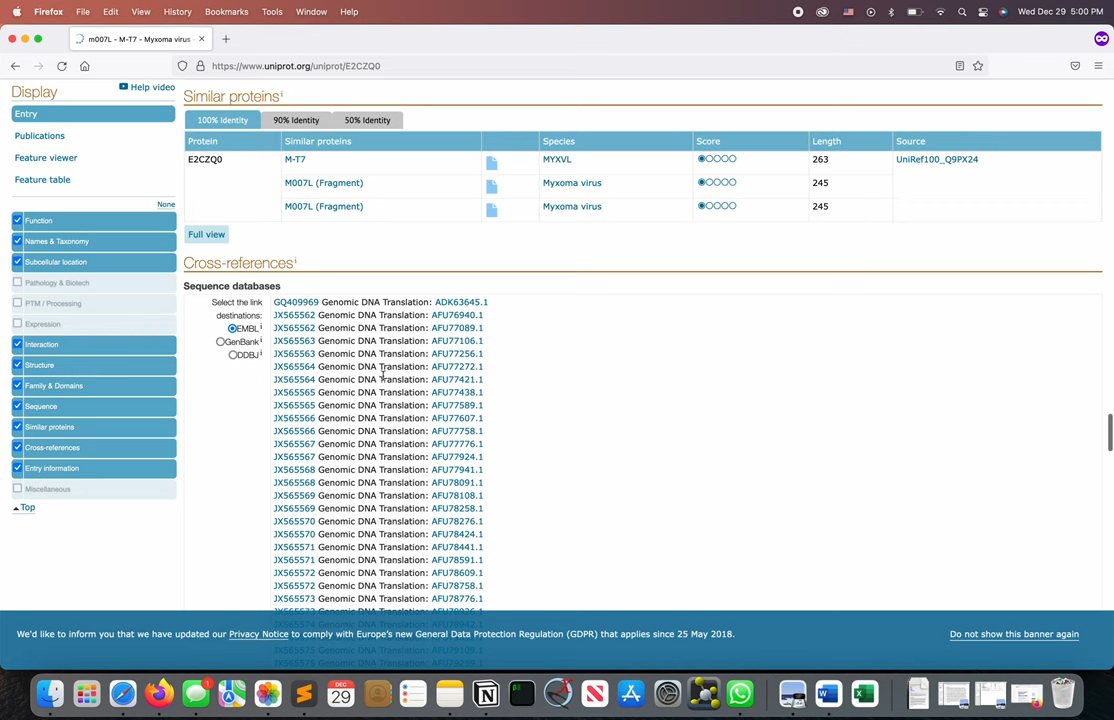 Firefox File Edit View History Bookmarks Tools Window Help Wed Dec 29 5:00 PM
m007L - M-T7 - Myxoma virus -
https://www.uniprot.org/uniprot/E2CZQ0
Display Help video
Entry
Publications
Feature viewer
Feature table
None
Function
Names & Taxonomy
Subcellular location
Pathology & Biotech
PTM / Processing
Expression
Interaction
Structure
Family & Domains
Sequence
Similar proteins
Cross-references
Entry information
Miscellaneous
Top
Similar proteins i
100% Identity 90% Identity 50% Identity
Protein Similar proteins Species Score Length Source
E2CZQ0 M-T7 MYXVL 263 UniRef100_Q9PX24
M007L (Fragment) Myxoma virus 245
M007L (Fragment) Myxoma virus 245
Full view
Cross-references i
Sequence databases
Select the link destinations:
EMBL i
GenBank i
DDBJ i
GQ409969 Genomic DNA Translation: ADK63645.1
JX565562 Genomic DNA Translation: AFU76940.1
JX565562 Genomic DNA Translation: AFU77089.1
JX565563 Genomic DNA Translation: AFU77106.1
JX565563 Genomic DNA Translation: AFU77256.1
JX565564 Genomic DNA Translation: AFU77272.1
JX565564 Genomic DNA Translation: AFU77421.1
JX565565 Genomic DNA Translation: AFU77438.1
JX565565 Genomic DNA Translation: AFU77589.1
JX565566 Genomic DNA Translation: AFU77607.1
JX565566 Genomic DNA Translation: AFU77758.1
JX565567 Genomic DNA Translation: AFU77776.1
JX565567 Genomic DNA Translation: AFU77924.1
JX565568 Genomic DNA Translation: AFU77941.1
JX565568 Genomic DNA Translation: AFU78091.1
JX565569 Genomic DNA Translation: AFU78108.1
JX565569 Genomic DNA Translation: AFU78258.1
JX565570 Genomic DNA Translation: AFU78276.1
JX565570 Genomic DNA Translation: AFU78424.1
JX565571 Genomic DNA Translation: AFU78441.1
JX565571 Genomic DNA Translation: AFU78591.1
JX565572 Genomic DNA Translation: AFU78609.1
JX565572 Genomic DNA Translation: AFU78758.1
JX565573 Genomic DNA Translation: AFU78776.1
We'd like to inform you that we have updated our Privacy Notice to comply with Europe's new General Data Protection Regulation (GDPR) that applies since 25 May 2018. Do not show this banner again
1
DEC
29